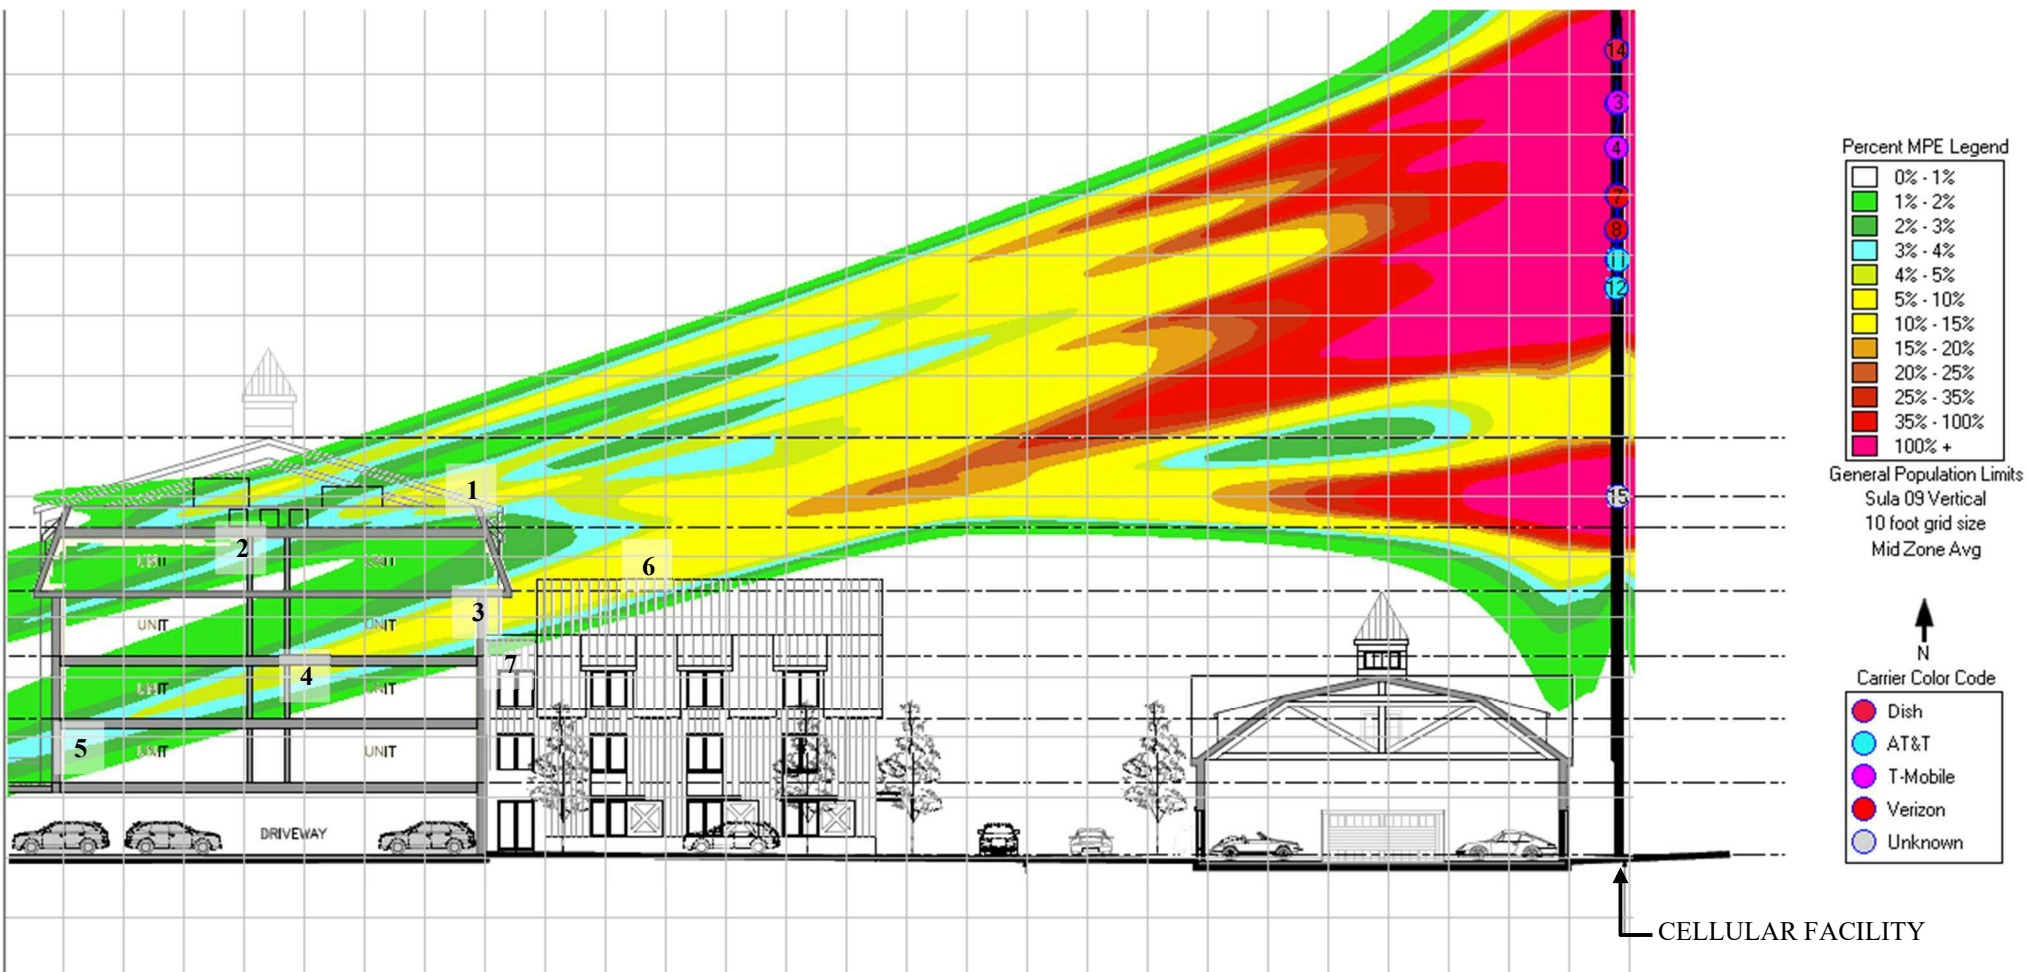 14
3
4
7
8
11
12
15
1
2
3
4
5
6
7
UNIT
UNIT
UNIT
UNIT
UNIT
UNIT
UNIT
UNIT
DRIVEWAY
Percent MPE Legend
0% - 1%
1% - 2%
2% - 3%
3% - 4%
4% - 5%
5% - 10%
10% - 15%
15% - 20%
20% - 25%
25% - 35%
35% - 100%
100% +
General Population Limits
Sula 09 Vertical
10 foot grid size
Mid Zone Avg
N
Carrier Color Code
Dish
AT&T
T-Mobile
Verizon
Unknown
CELLULAR FACILITY